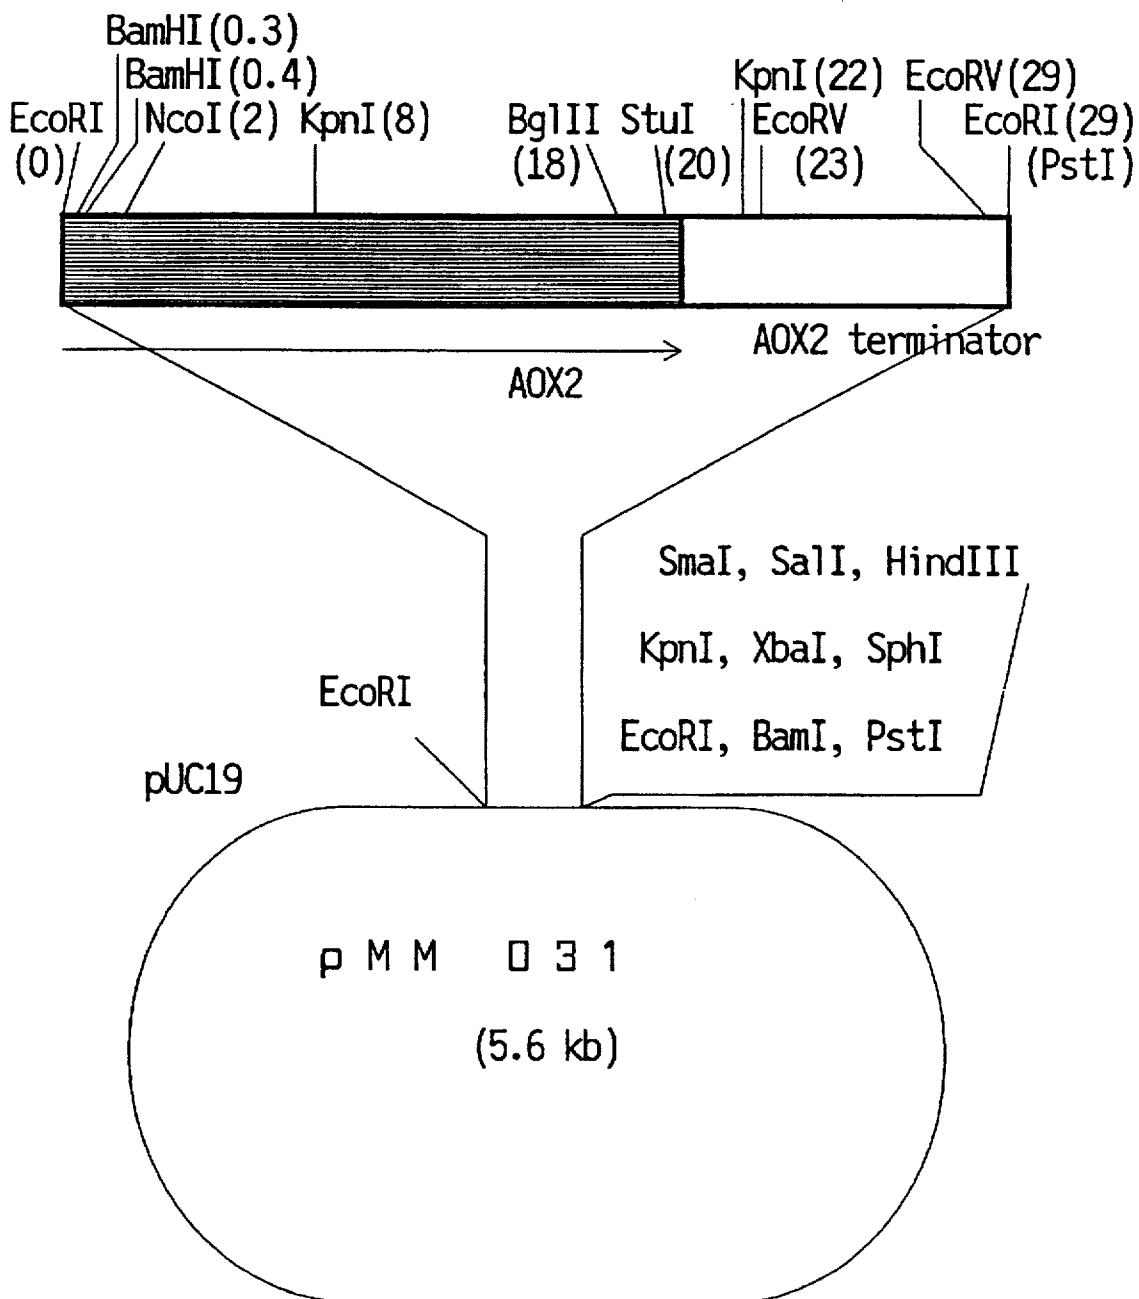 BamHI(0.3)
BamHI(0.4)
KpnI(22) EcoRV(29)
EcoRI NcoI(2) KpnI(8) BglII StuI EcoRV EcoRI(29)
(0) (18) (20) (23) (PstI)
AOX2 terminator
AOX2
SmaI, SalI, HindIII
KpnI, XbaI, SphI
EcoRI
EcoRI, BamI, PstI
pUC19
pMM 031
(5.6 kb)